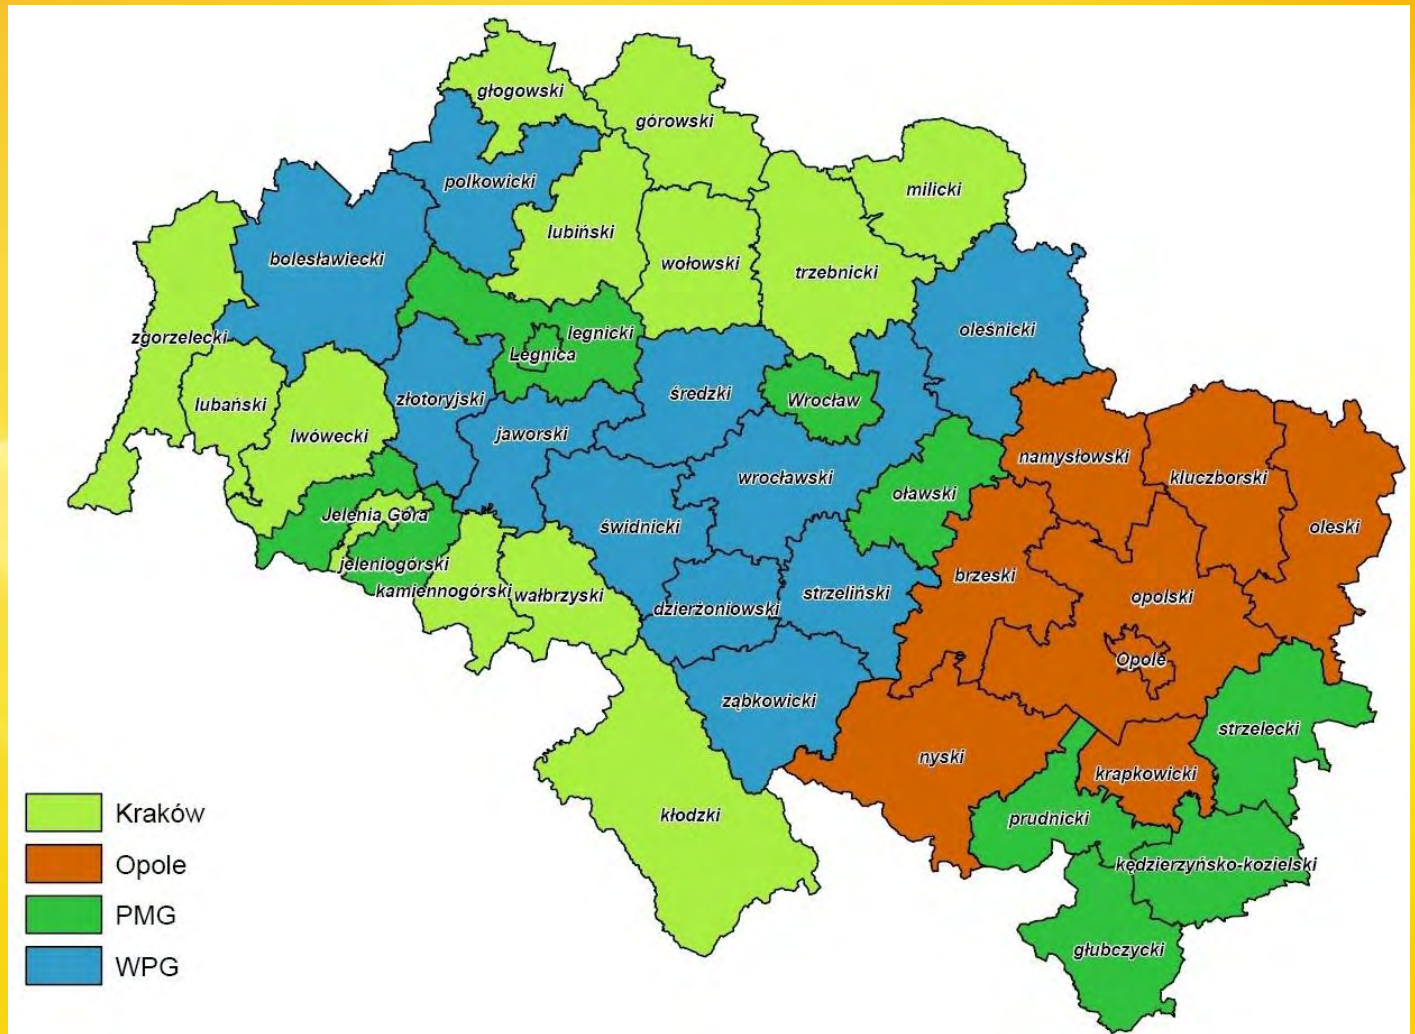 głogowski
górowski
milicki
polkowicki
lubiński
wołowski
trzebnicki
bolesławiecki
oleśnicki
zgorzelecki
legnicki
Legnica
złotoryjski
średzki
Wrocław
lubański
lwówecki
jaworski
namysłowski
kluczborski
wrocławski
oławski
oleski
Jelenia Góra
świdnicki
jeleniogórski
brzeski
kamiennogórski
wałbrzyski
dzierżoniowski
strzeliński
opolski
Opole
ząbkowicki
strzelecki
nyski
krapkowicki
kłodzki
prudnicki
kędzierzyńsko-kozielski
głubczycki
Kraków
Opole
PMG
WPG